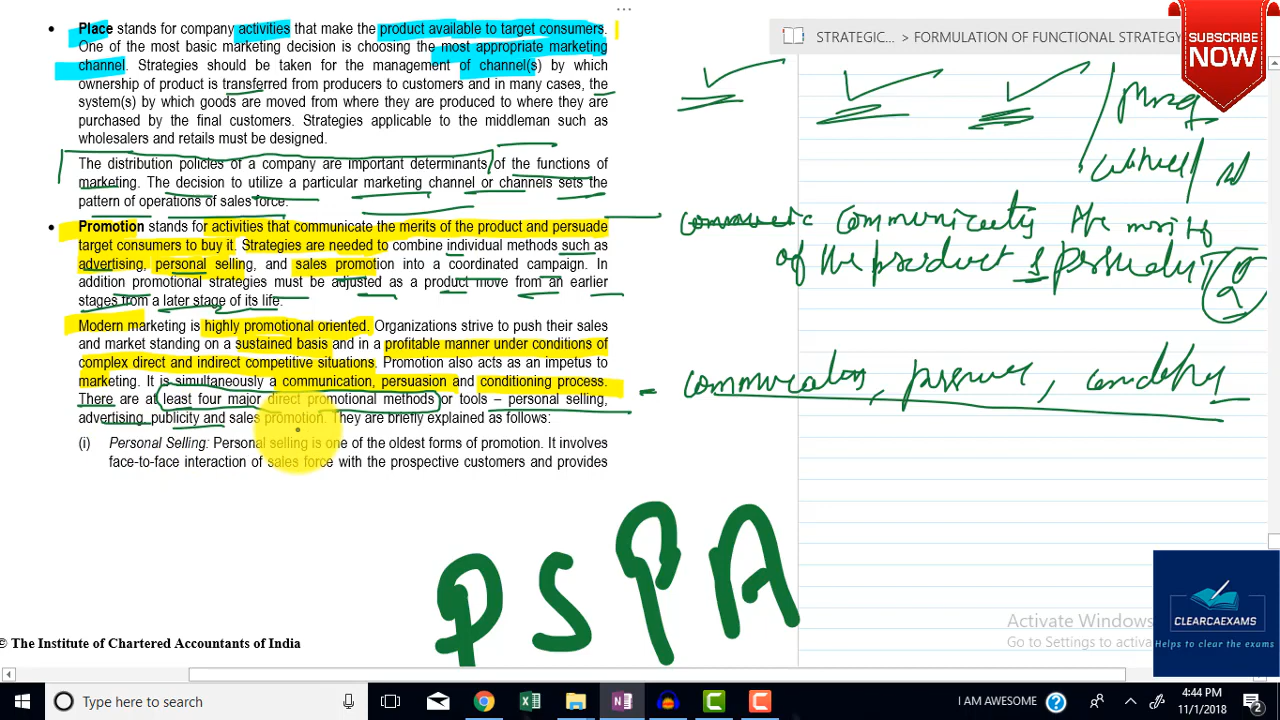 Place stands for company activities that make the product available to target consumers.
One of the most basic marketing decision is choosing the most appropriate marketing
channel. Strategies should be taken for the management of channel(s) by which
ownership of product is transferred from producers to customers and in many cases, the
system(s) by which goods are moved from where they are produced to where they are
purchased by the final customers. Strategies applicable to the middleman such as
wholesalers and retails must be designed.
The distribution policies of a company are important determinants of the functions of
marketing. The decision to utilize a particular marketing channel or channels sets the
pattern of operations of sales force.
Promotion stands for activities that communicate the merits of the product and persuade
target consumers to buy it. Strategies are needed to combine individual methods such as
advertising, personal selling, and sales promotion into a coordinated campaign. In
addition promotional strategies must be adjusted as a product move from an earlier
stages from a later stage of its life.
Modern marketing is highly promotional oriented. Organizations strive to push their sales
and market standing on a sustained basis and in a profitable manner under conditions of
complex direct and indirect competitive situations. Promotion also acts as an impetus to
marketing. It is simultaneously a communication, persuasion and conditioning process.
There are at least four major direct promotional methods or tools – personal selling,
advertising, publicity and sales promotion. They are briefly explained as follows:
(i) Personal Selling: Personal selling is one of the oldest forms of promotion. It involves
face-to-face interaction of sales force with the prospective customers and provides
PSPA
© The Institute of Chartered Accountants of India
STRATEGIC... > FORMULATION OF FUNCTIONAL STRATEGY
SUBSCRIBE
NOW
of the product
Activate Windows
Go to Settings to activa
CLEARCAEXAMS
Helps to clear the exams
Type here to search
I AM AWESOME
4:44 PM
11/1/2018
2